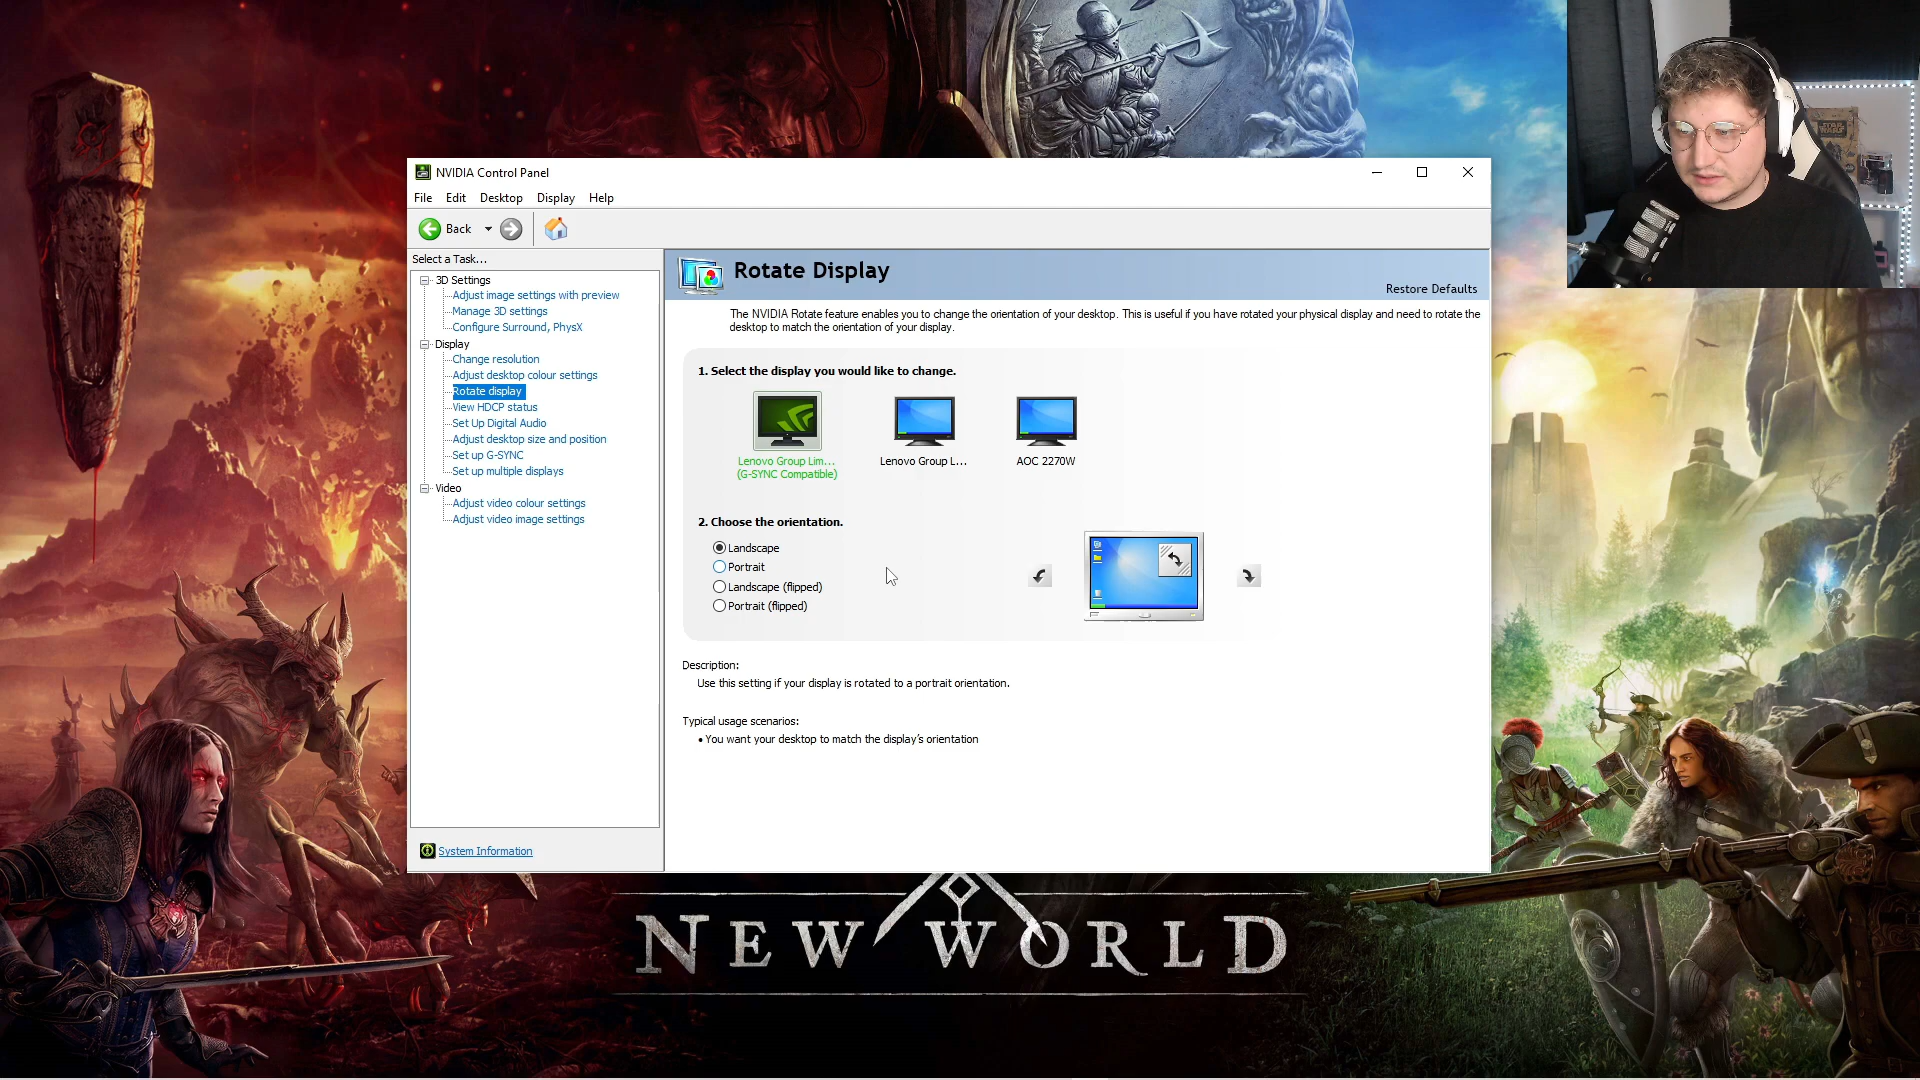 NVIDIA Control Panel
File Edit Desktop Display Help
Back
Select a Task...
3D Settings
Adjust image settings with preview
Manage 3D settings
Configure Surround, PhysX
Display
Change resolution
Adjust desktop colour settings
Rotate display
View HDCP status
Set Up Digital Audio
Adjust desktop size and position
Set up G-SYNC
Set up multiple displays
Video
Adjust video colour settings
Adjust video image settings
System Information
Rotate Display
Restore Defaults
The NVIDIA Rotate feature enables you to change the orientation of your desktop. This is useful if you have rotated your physical display and need to rotate the
desktop to match the orientation of your display.
1. Select the display you would like to change.
Lenovo Group Lim...
(G-SYNC Compatible)
Lenovo Group L...
AOC 2270W
2. Choose the orientation.
Landscape
Portrait
Landscape (flipped)
Portrait (flipped)
Description:
Use this setting if your display is rotated to a portrait orientation.
Typical usage scenarios:
• You want your desktop to match the display's orientation
NEW WORLD
STAR WARS